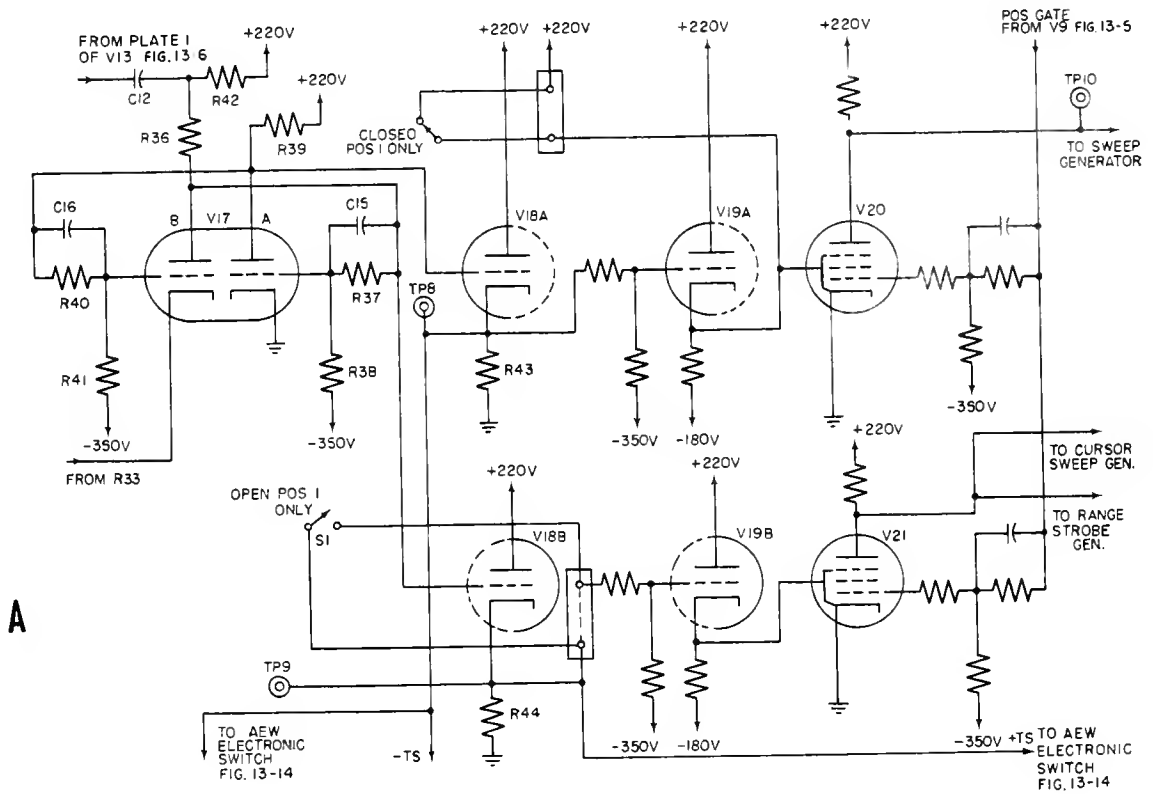 FROM PLATE 1
OF V13 FIG. 13-6
+220V
+220V
C12
R42
R36
R39
+220V
+220V
+220V
+220V
POS GATE
FROM V9 FIG. 13-5
TP10
CLOSED
POS 1 ONLY
TO SWEEP
GENERATOR
C16
B
V17
A
C15
V18A
V19A
V20
R40
R37
TP8
R41
R38
R43
-350V
-350V
-350V
-180V
-350V
FROM R33
+220V
+220V
+220V
TO CURSOR
SWEEP GEN.
OPEN POS 1
ONLY
S1
TO RANGE
STROBE
GEN.
V18B
V19B
V21
A
TP9
R44
TO AEW
ELECTRONIC
SWITCH
FIG. 13-14
-TS
-350V
-180V
-350V
+TS
TO AEW
ELECTRONIC
SWITCH
FIG. 13-14